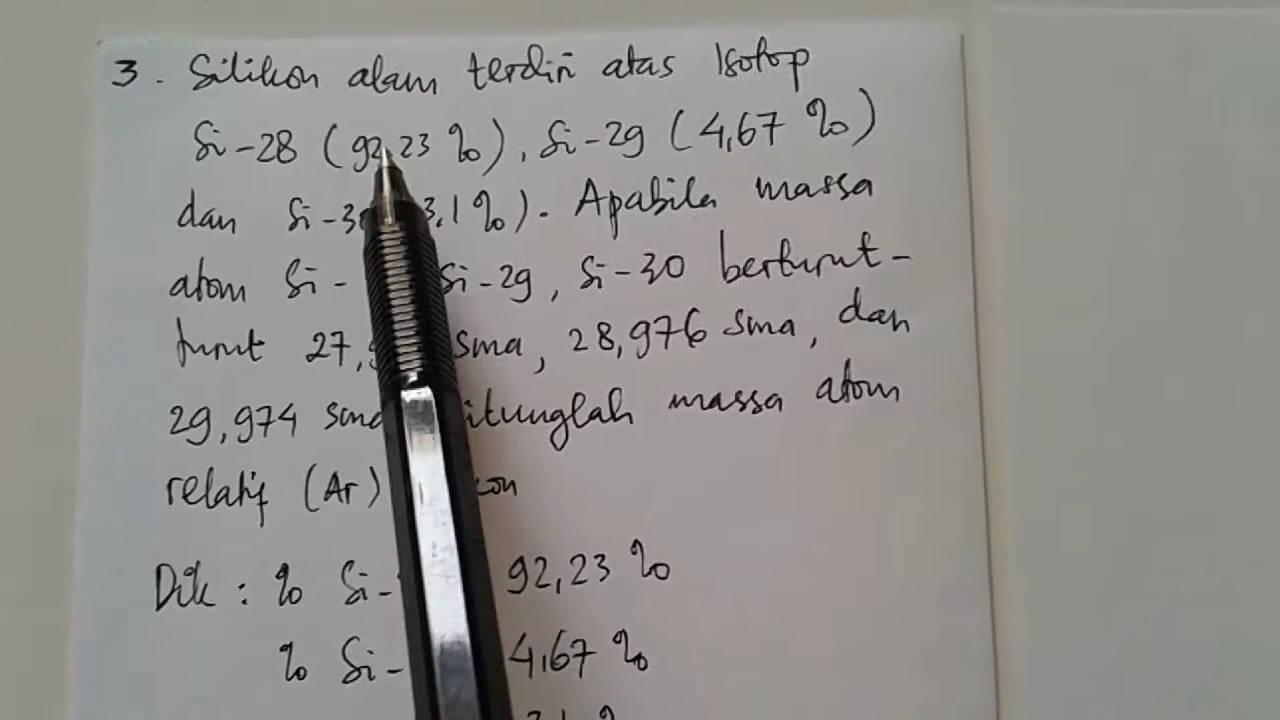 3. Silikon alam terdiri atas Isotop
Si-28 (92,23 %), Si-29 (4,67 %)
dan Si-30 3,1 %). Apabila massa
atom Si- Si-29, Si-30 berturut-
turut 27, sma, 28,976 sma, dan
29,974 sma itunglah massa atom
relatif (Ar) kon
Dik : % Si- 92,23 %
% Si- 4,67 %